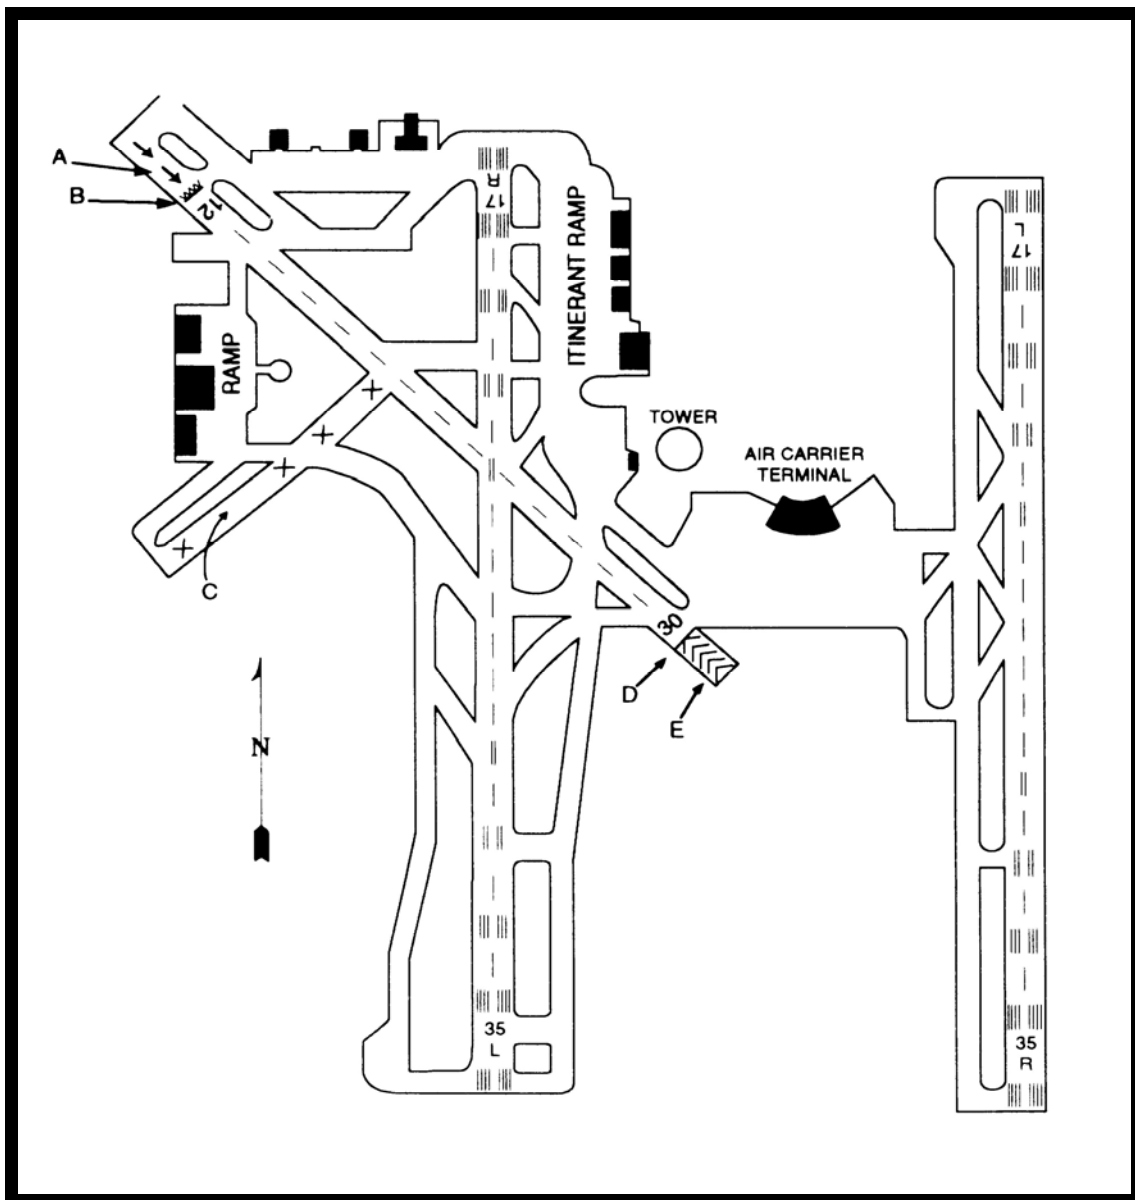 A
B
12
R
17
L
17
ITINERANT RAMP
RAMP
TOWER
AIR CARRIER
TERMINAL
C
30
D
E
N
35
L
35
R